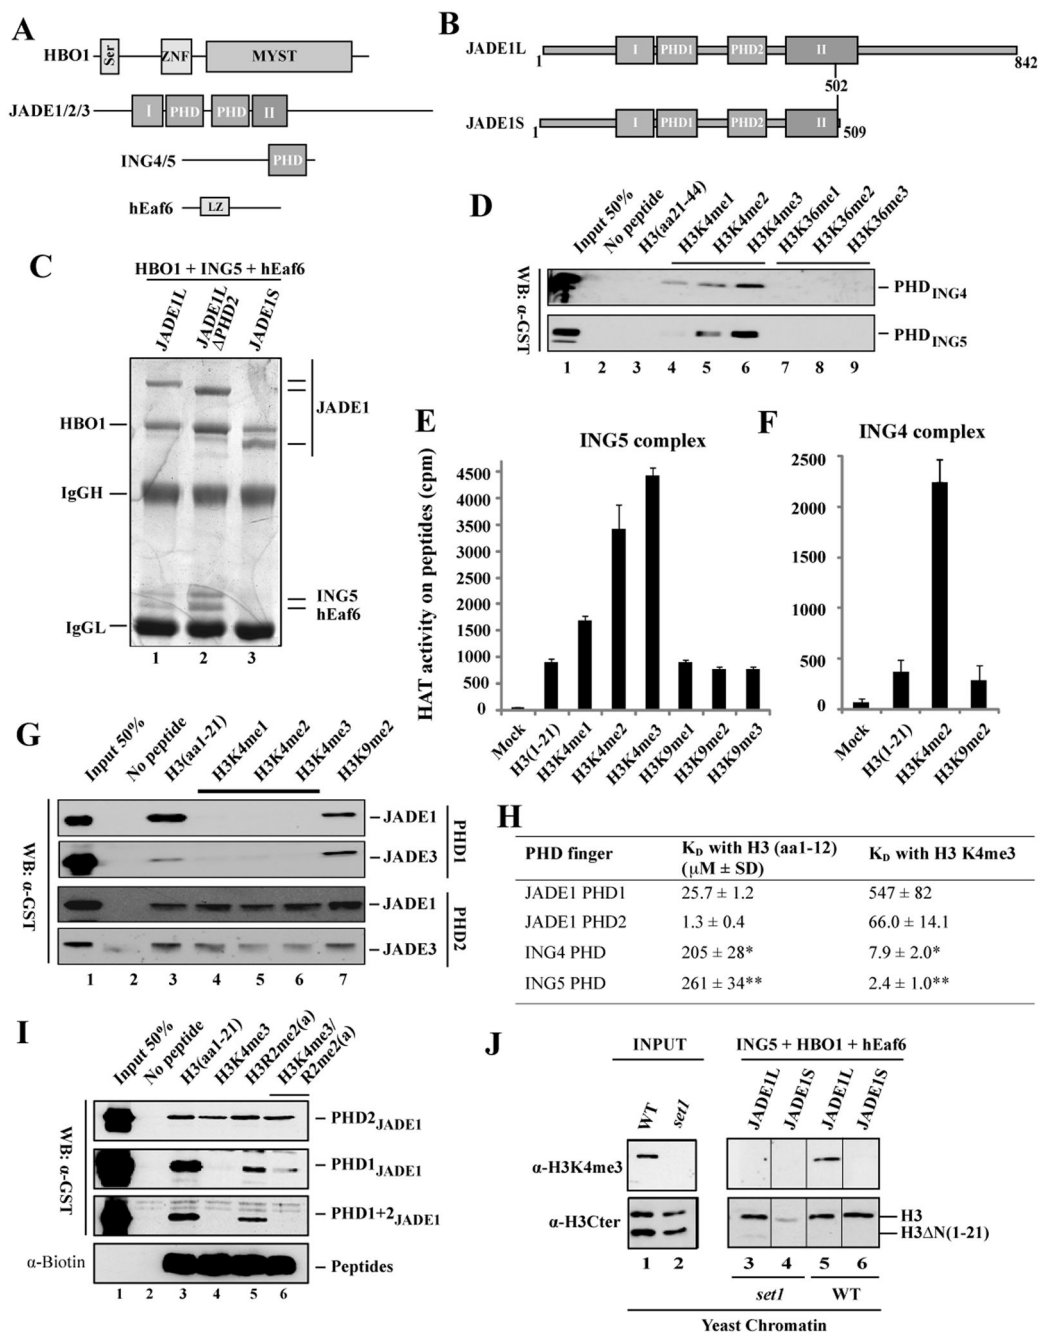 A
HBO1
Ser
ZNF
MYST
JADE1/2/3
I
PHD
PHD
II
ING4/5
PHD
hEaf6
LZ
B
JADE1L
I
PHD1
PHD2
II
1
842
502
JADE1S
I
PHD1
PHD2
II
1
509
C
HBO1 + ING5 + hEaf6
JADE1L
JADE1L
ΔPHD2
JADE1S
JADE1
HBO1
IgGH
ING5
hEaf6
IgGL
1 2 3
D
Input 50%
No peptide
H3(aa21-44)
H3K4me1
H3K4me2
H3K4me3
H3K36me1
H3K36me2
H3K36me3
WB: α-GST
PHD ING4
PHD ING5
1 2 3 4 5 6 7 8 9
E
ING5 complex
HAT activity on peptides (cpm)
4500
4000
3500
3000
2500
2000
1500
1000
500
0
Mock
H3(1-21)
H3K4me1
H3K4me2
H3K4me3
H3K9me1
H3K9me2
H3K9me3
F
ING4 complex
2500
2000
1500
1000
500
0
Mock
H3(1-21)
H3K4me2
H3K9me2
G
Input 50%
No peptide
H3(aa1-21)
H3K4me1
H3K4me2
H3K4me3
H3K9me2
WB: α-GST
JADE1
JADE3
PHD1
JADE1
JADE3
PHD2
1 2 3 4 5 6 7
H
PHD finger K_D with H3 (aa1-12) K_D with H3 K4me3
(μM ± SD)
JADE1 PHD1 25.7 ± 1.2 547 ± 82
JADE1 PHD2 1.3 ± 0.4 66.0 ± 14.1
ING4 PHD 205 ± 28* 7.9 ± 2.0*
ING5 PHD 261 ± 34** 2.4 ± 1.0**
I
Input 50%
No peptide
H3(aa1-21)
H3K4me3
H3R2me2(a)
H3K4me3/
R2me2(a)
WB: α-GST
PHD2 JADE1
PHD1 JADE1
PHD1+2 JADE1
α-Biotin
Peptides
1 2 3 4 5 6
J
INPUT
ING5 + HBO1 + hEaf6
WT
set1
JADE1L
JADE1S
JADE1L
JADE1S
α-H3K4me3
α-H3Cter
H3
H3ΔN(1-21)
1 2 3 4 5 6
set1 WT
Yeast Chromatin